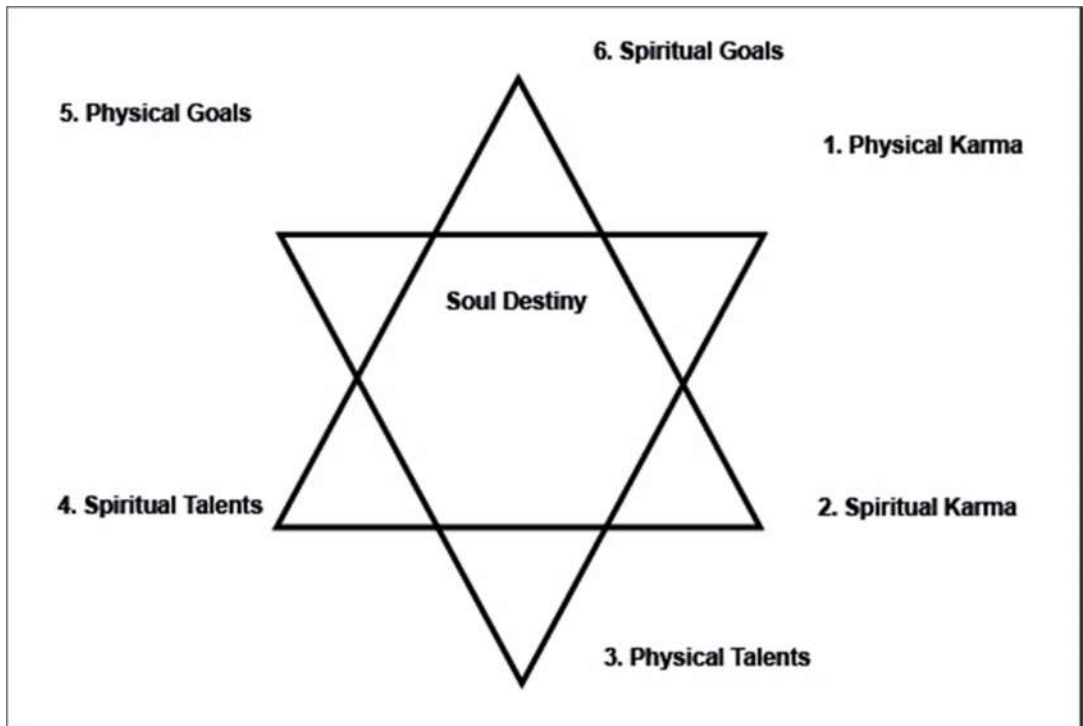 6. Spiritual Goals
5. Physical Goals
1. Physical Karma
Soul Destiny
4. Spiritual Talents
2. Spiritual Karma
3. Physical Talents